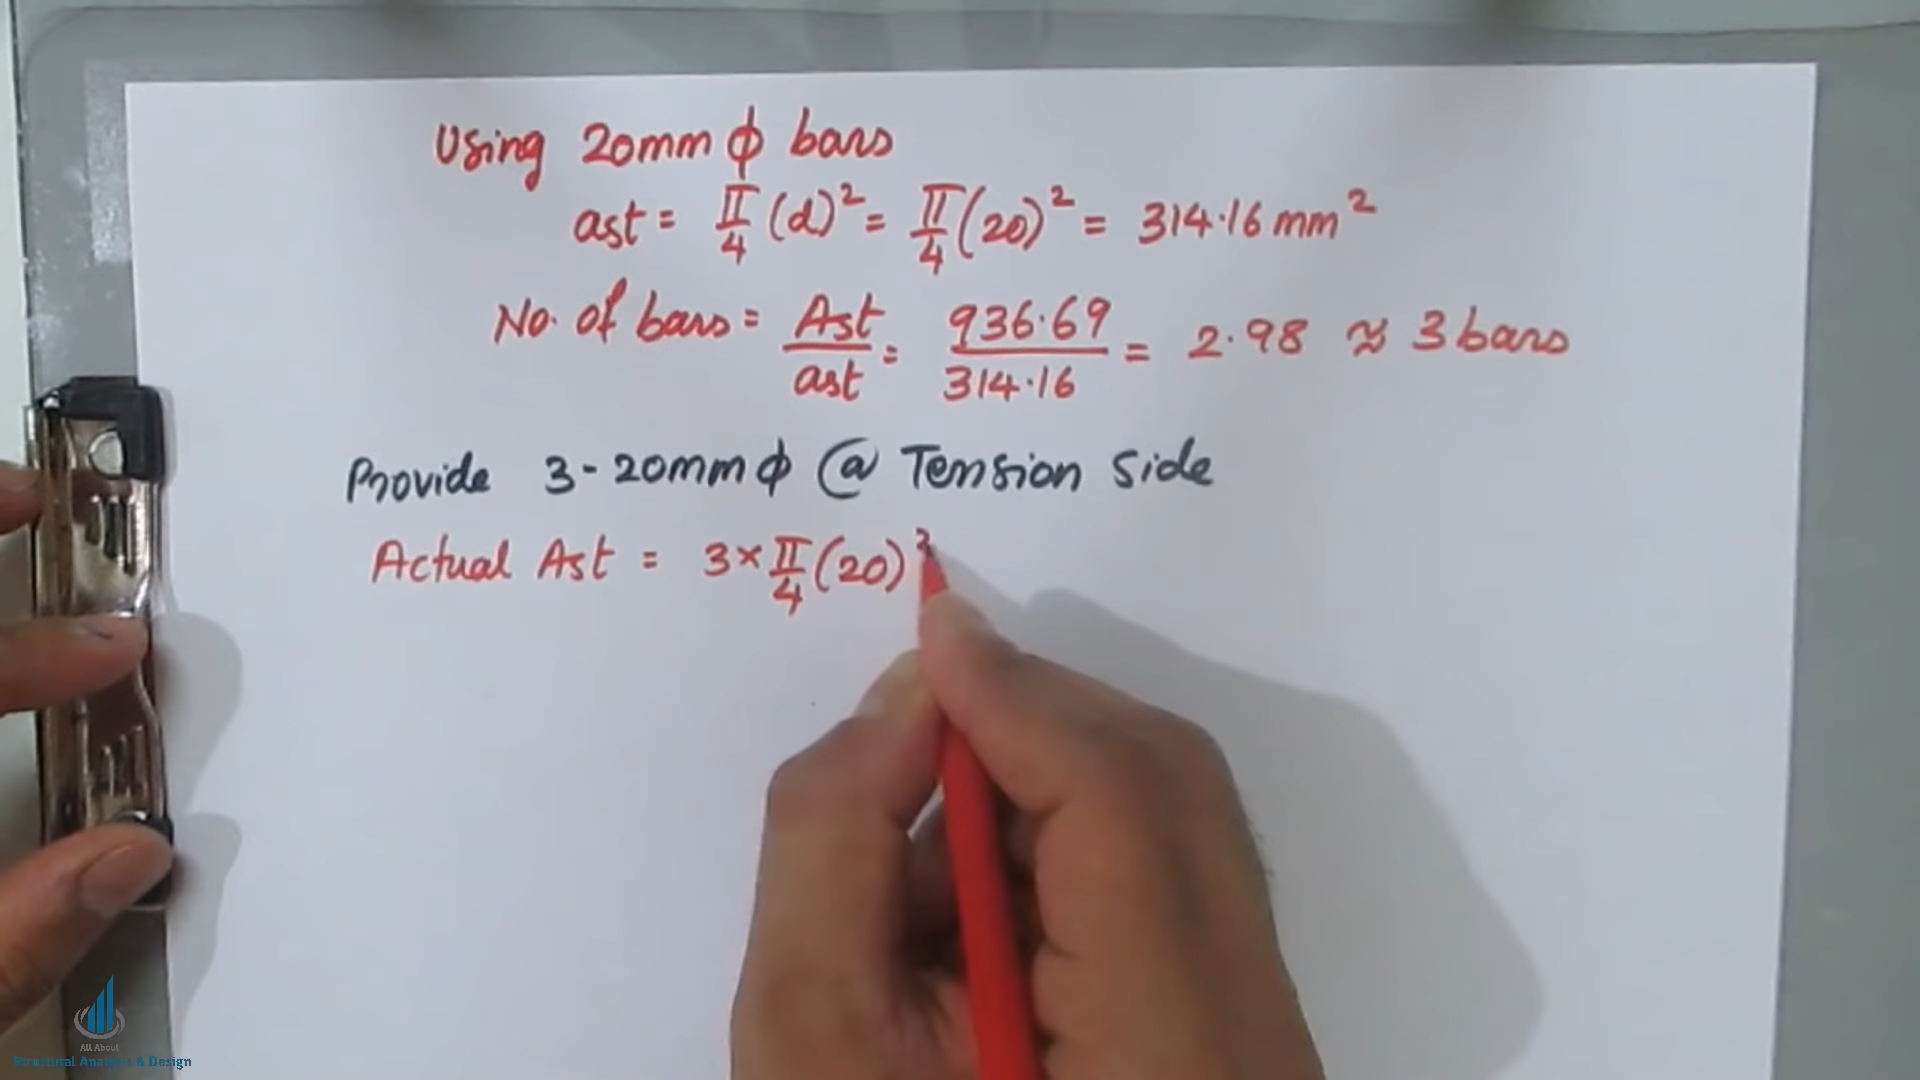 Using 20mm ϕ bars
ast = π/4 (d)² = π/4 (20)² = 314.16 mm²
No. of bars = Ast/ast = 936.69/314.16 = 2.98 ≈ 3 bars
Provide 3-20mm ϕ @ Tension Side
Actual Ast = 3 × π/4 (20)²
All About
Structural Analysis & Design